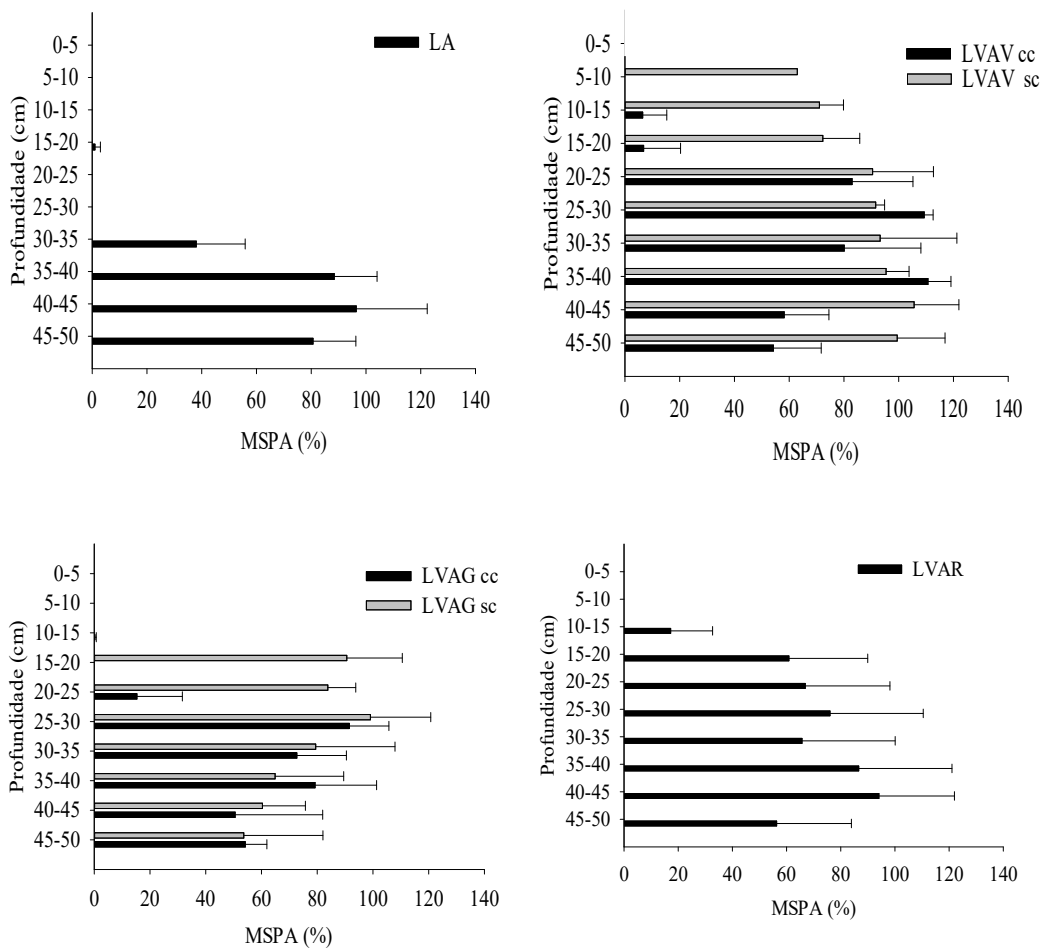 LA
0-5
5-10
10-15
15-20
20-25
25-30
30-35
35-40
40-45
45-50
Profundidade (cm)
0 20 40 60 80 100 120 140
MSPA (%)
LVAV cc
LVAV sc
0-5
5-10
10-15
15-20
20-25
25-30
30-35
35-40
40-45
45-50
Profundidade (cm)
0 20 40 60 80 100 120 140
MSPA (%)
LVAG cc
LVAG sc
0-5
5-10
10-15
15-20
20-25
25-30
30-35
35-40
40-45
45-50
Profundidade (cm)
0 20 40 60 80 100 120 140
MSPA (%)
LVAR
0-5
5-10
10-15
15-20
20-25
25-30
30-35
35-40
40-45
45-50
Profundidade (cm)
0 20 40 60 80 100 120 140
MSPA (%)